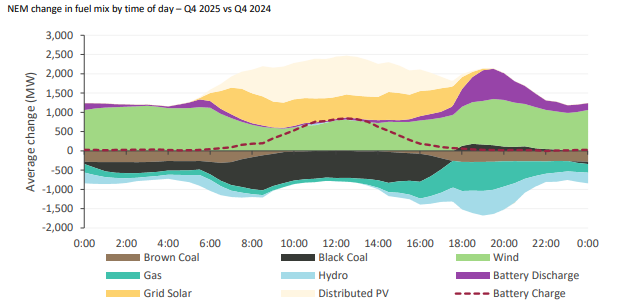 NEM change in fuel mix by time of day – Q4 2025 vs Q4 2024
Average change (MW)
3,000
2,500
2,000
1,500
1,000
500
0
-500
-1,000
-1,500
-2,000
0:00 2:00 4:00 6:00 8:00 10:00 12:00 14:00 16:00 18:00 20:00 22:00 0:00
Brown Coal Black Coal Wind
Gas Hydro Battery Discharge
Grid Solar Distributed PV Battery Charge